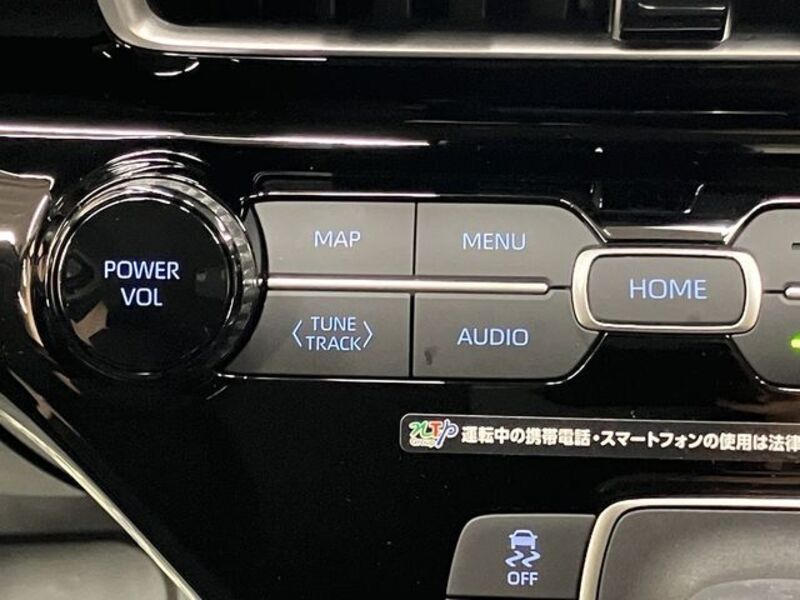 POWER
VOL
MAP
MENU
〈 TUNE
TRACK 〉
AUDIO
HOME
運転中の携帯電話・スマートフォンの使用は法律
OFF